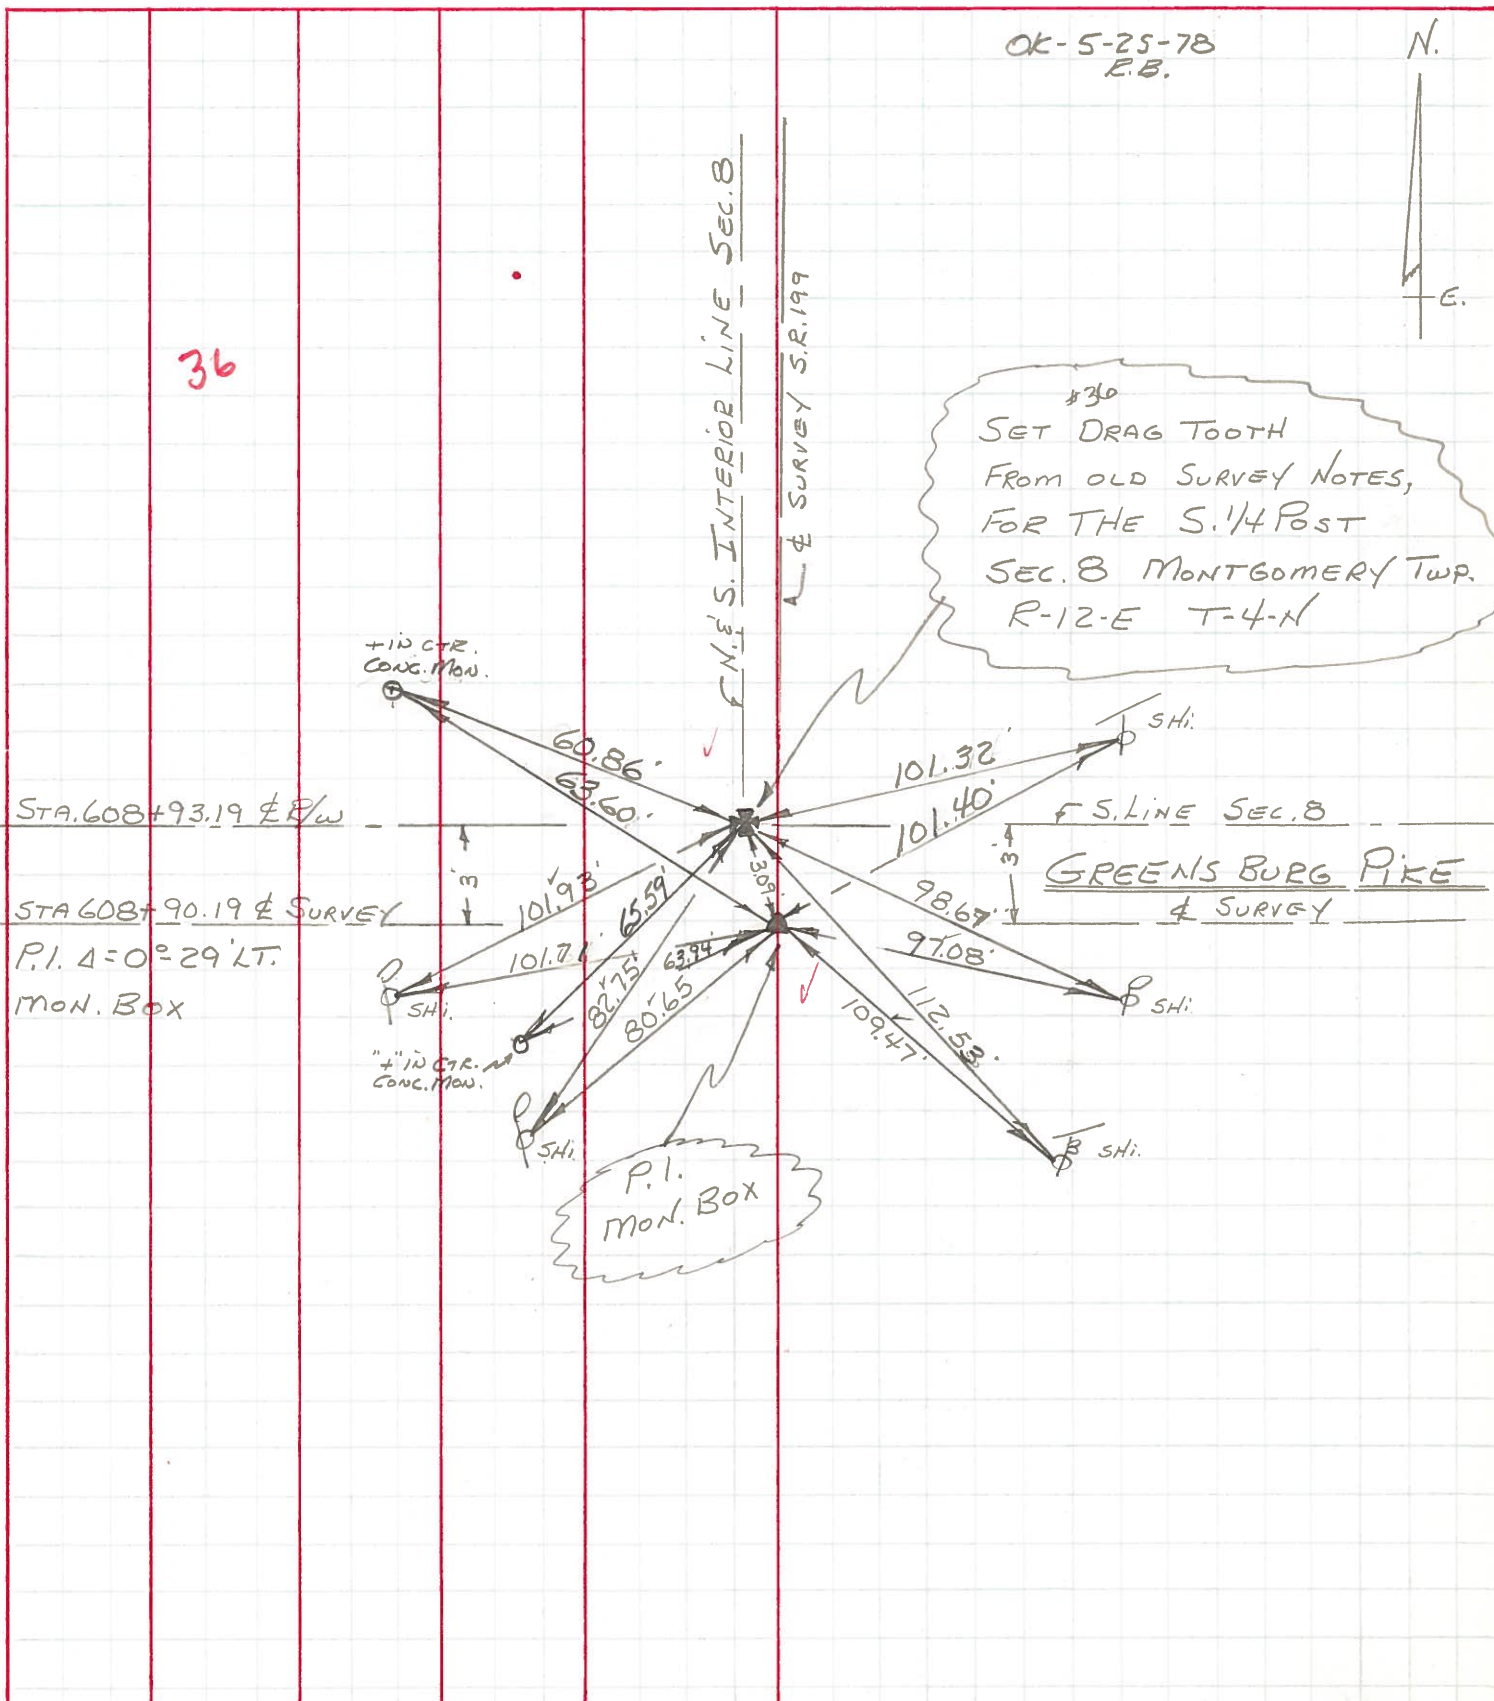 OK-5-25-78
E.B.
N.
E.
36
N. & S. INTERIOR LINE SEC. 8
℄ SURVEY S.R. 199
#36
SET DRAG TOOTH
FROM OLD SURVEY NOTES,
FOR THE S. 1/4 POST
SEC. 8 MONTGOMERY TWP.
R-12-E T-4-N
+ IN CTR.
CONC. MON.
SHI.
60.86'
63.60'
101.32'
101.40'
STA. 608+93.19 ℄ R/W
S. LINE SEC. 8
3'
3'
GREENSBURG PIKE
℄ SURVEY
STA 608+90.19 ℄ SURVEY
P.I. Δ=0°29' LT.
MON. BOX
101.93'
65.59'
3.09'
98.67'
101.71'
82.75'
63.94'
80.65'
97.08'
109.47'
112.53'
SHI.
SHI.
"+" IN CTR.
CONC. MON.
SHI.
SHI.
P.I.
MON. BOX